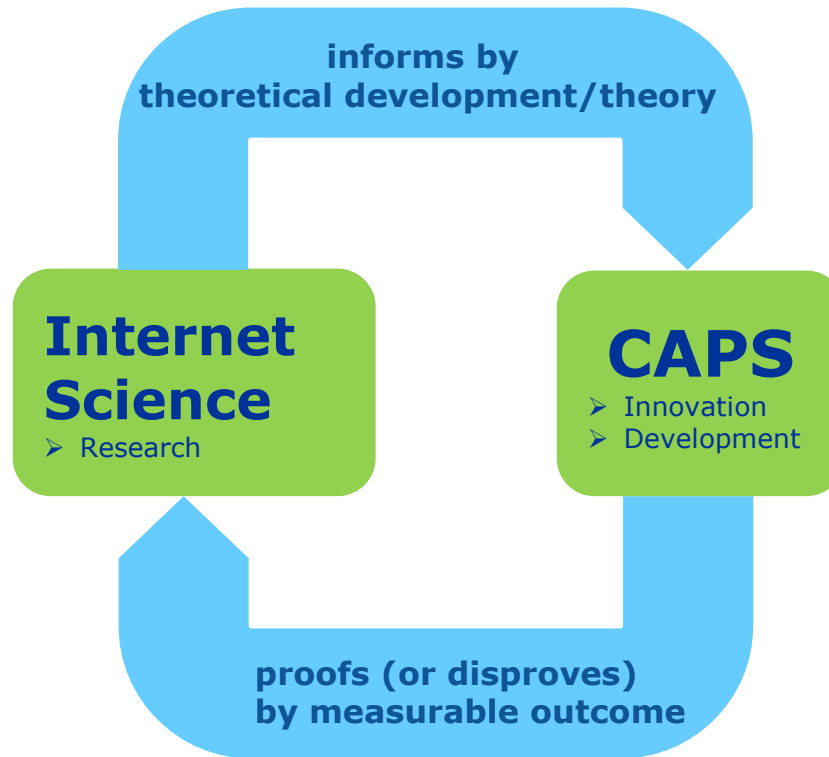 informs by
theoretical development/theory
Internet
Science
➢ Research
CAPS
➢ Innovation
➢ Development
proofs (or disproves)
by measurable outcome